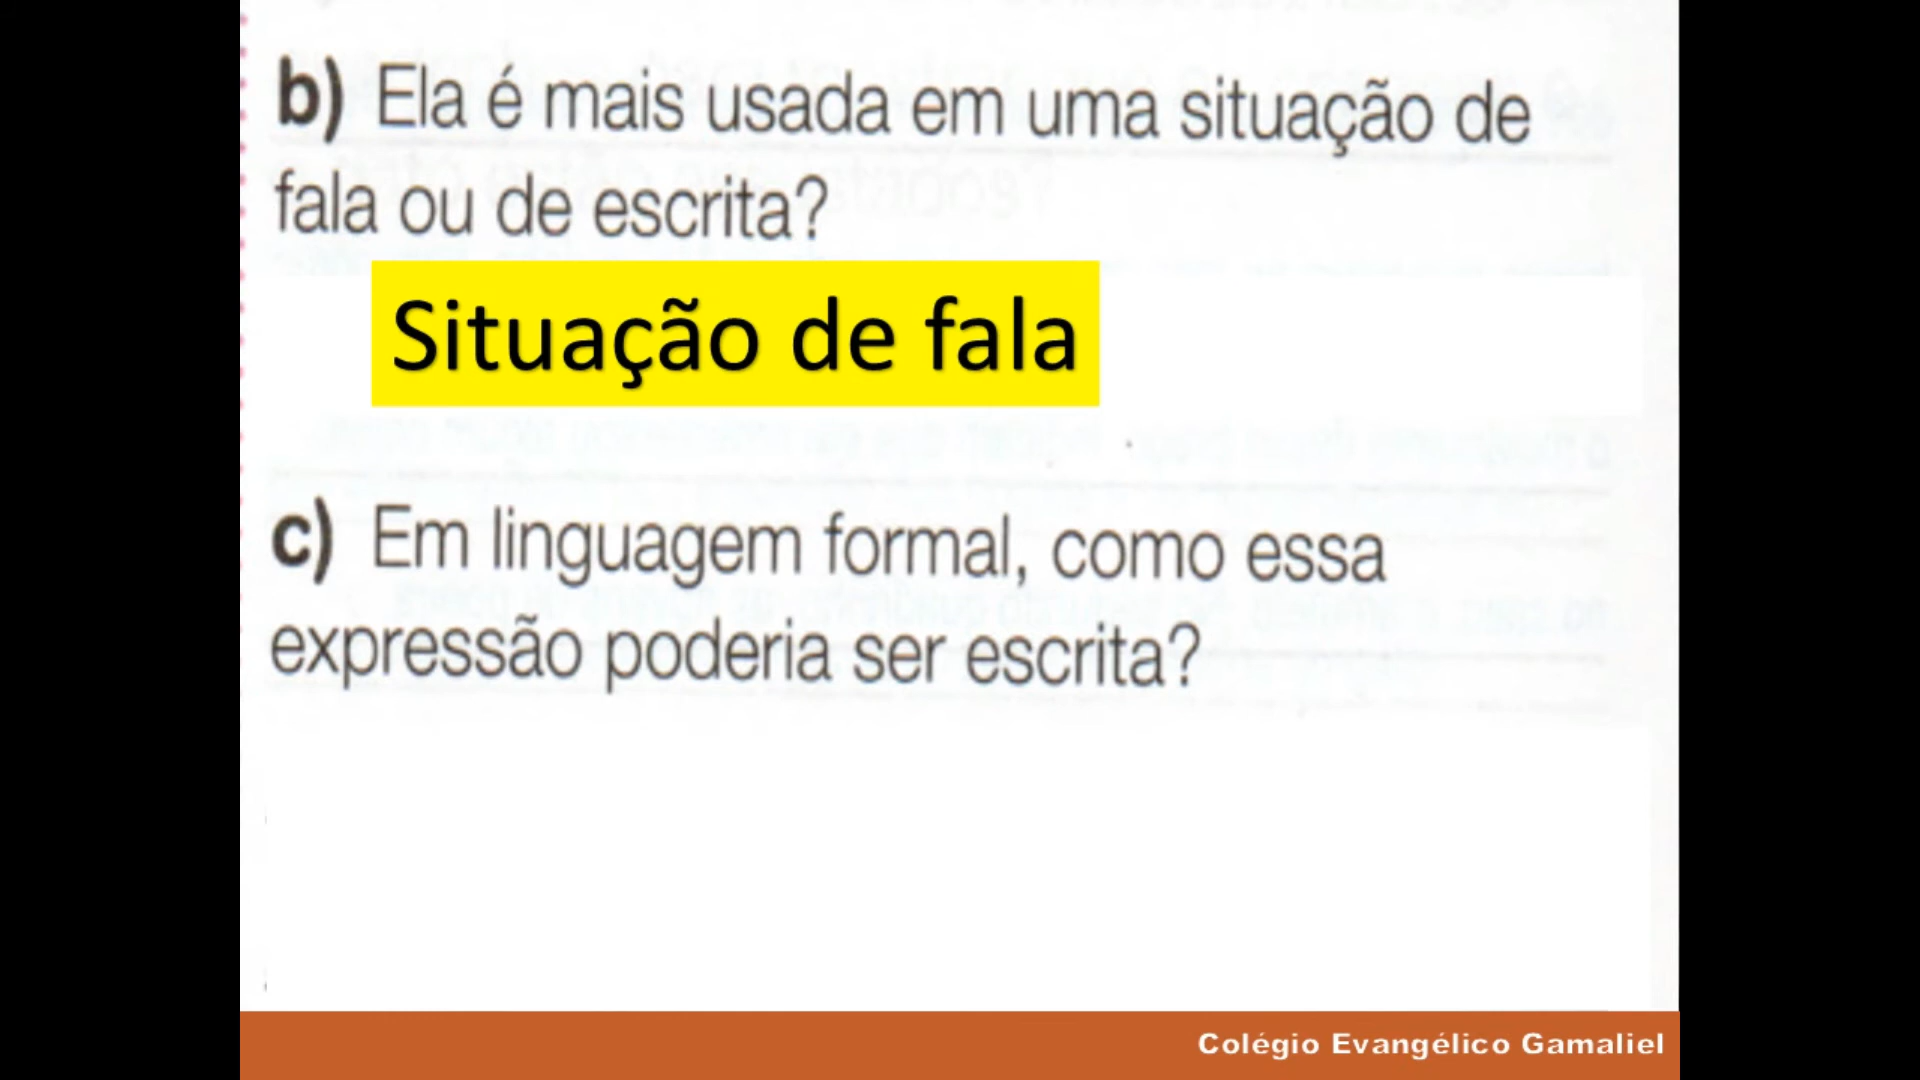 b) Ela é mais usada em uma situação de
fala ou de escrita?
Situação de fala
c) Em linguagem formal, como essa
expressão poderia ser escrita?
Colégio Evangélico Gamaliel